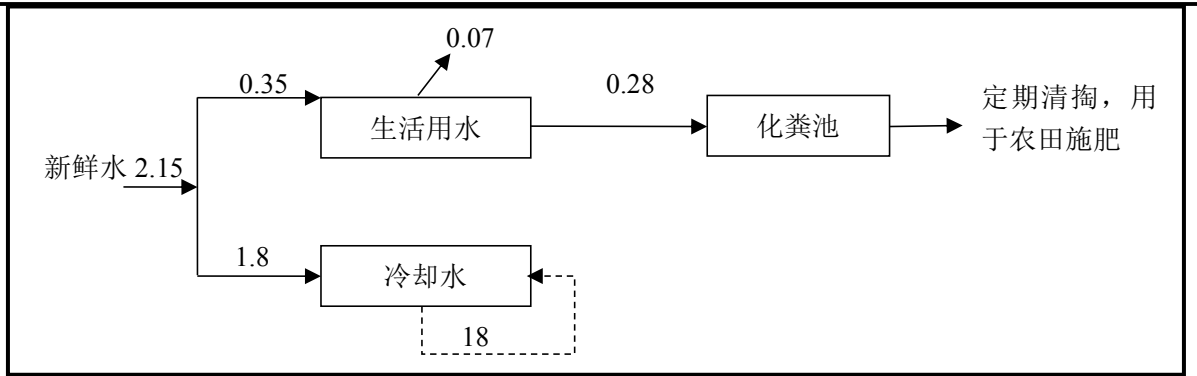 0.07
0.35
0.28
生活用水
化粪池
定期清掏，用
于农田施肥
新鲜水 2.15
1.8
冷却水
18